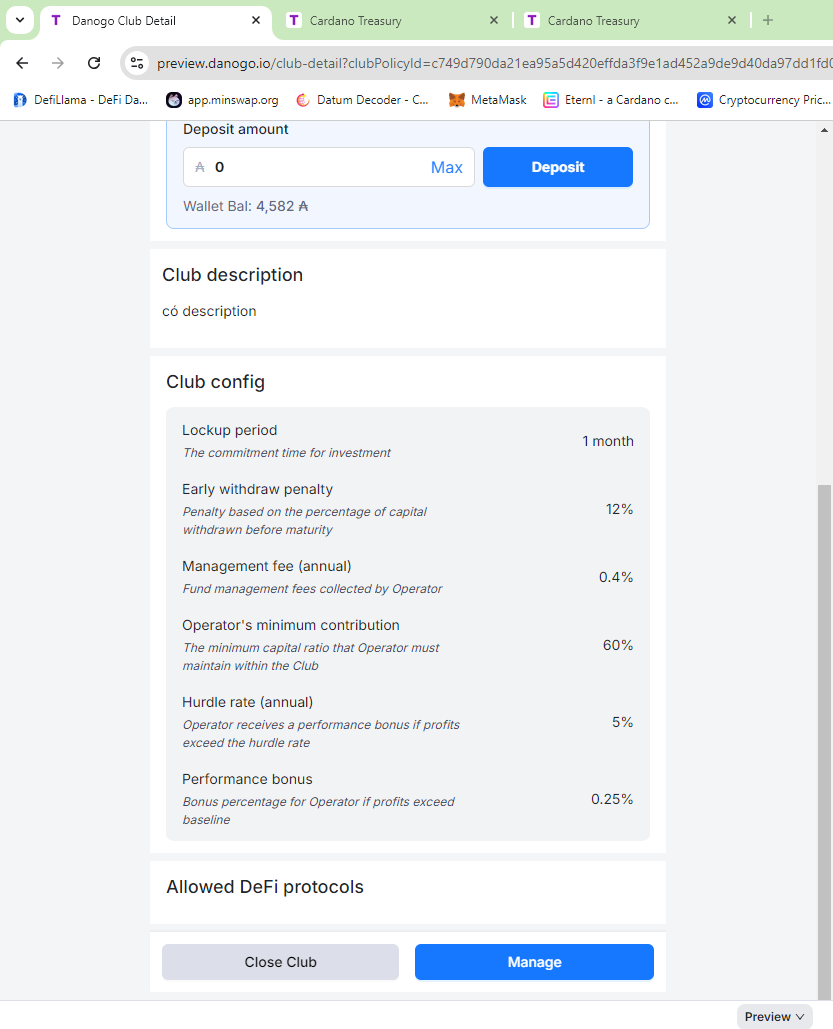 Danogo Club Detail
Cardano Treasury
Cardano Treasury
preview.danogo.io/club-detail?clubPolicyId=c749d790da21ea95a5d420effda3f9e1ad452a9de9d40da97dd1fd0
DefiLlama - DeFi Da...
app.minswap.org
Datum Decoder - C...
MetaMask
Eternl - a Cardano c...
Cryptocurrency Pric...
Deposit amount
₳ 0 Max
Deposit
Wallet Bal: 4,582 ₳
Club description
có description
Club config
Lockup period
The commitment time for investment
1 month
Early withdraw penalty
Penalty based on the percentage of capital
withdrawn before maturity
12%
Management fee (annual)
Fund management fees collected by Operator
0.4%
Operator's minimum contribution
The minimum capital ratio that Operator must
maintain within the Club
60%
Hurdle rate (annual)
Operator receives a performance bonus if profits
exceed the hurdle rate
5%
Performance bonus
Bonus percentage for Operator if profits exceed
baseline
0.25%
Allowed DeFi protocols
Close Club
Manage
Preview